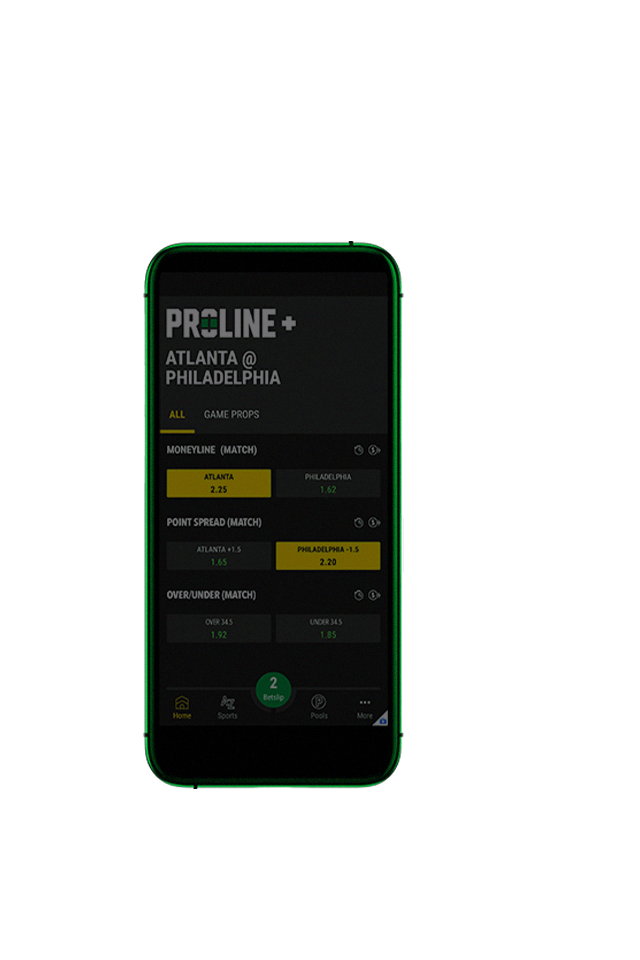 PROLINE +
ATLANTA @
PHILADELPHIA
ALL GAME PROPS
MONEYLINE (MATCH)
ATLANTA PHILADELPHIA
2.25 1.62
POINT SPREAD (MATCH)
ATLANTA +1.5 PHILADELPHIA -1.5
1.65 2.20
OVER/UNDER (MATCH)
OVER 34.5 UNDER 34.5
1.92 1.85
2
Betslip
Home Sports Pools More